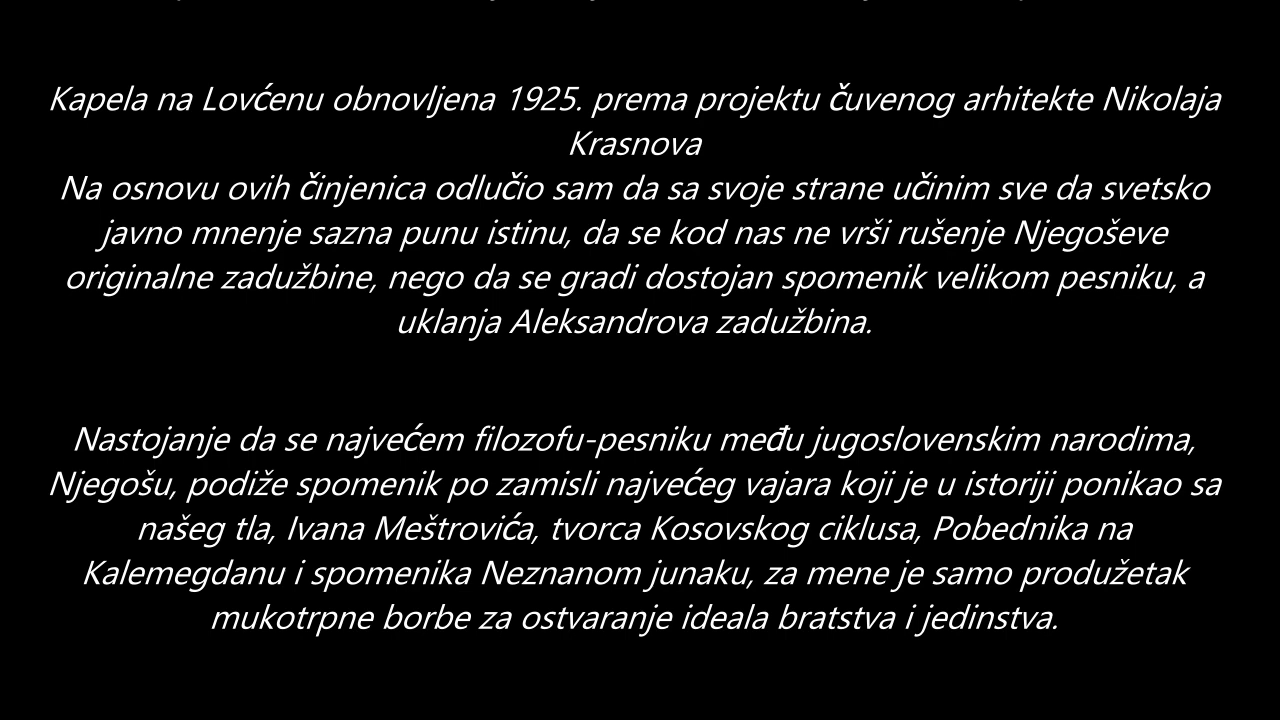 Kapela na Lovćenu obnovljena 1925. prema projektu čuvenog arhitekte Nikolaja
Krasnova
Na osnovu ovih činjenica odlučio sam da sa svoje strane učinim sve da svetsko
javno mnenje sazna punu istinu, da se kod nas ne vrši rušenje Njegoševe
originalne zadužbine, nego da se gradi dostojan spomenik velikom pesniku, a
uklanja Aleksandrova zadužbina.
Nastojanje da se najvećem filozofu-pesniku među jugoslovenskim narodima,
Njegošu, podiže spomenik po zamisli najvećeg vajara koji je u istoriji ponikao sa
našeg tla, Ivana Meštrovića, tvorca Kosovskog ciklusa, Pobednika na
Kalemegdanu i spomenika Neznanom junaku, za mene je samo produžetak
mukotrpne borbe za ostvaranje ideala bratstva i jedinstva.